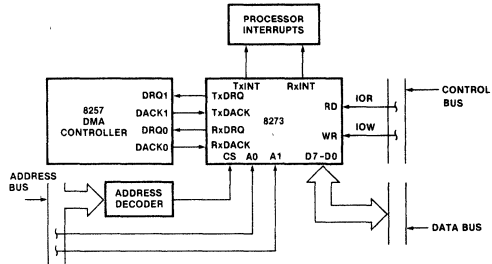 PROCESSOR
INTERRUPTS
TxINT RxINT
8257
DMA
CONTROLLER
DRQ1
DACK1
DRQ0
DACK0
TxDRQ
TxDACK
RxDRQ
RxDACK
8273
RD
WR
CS A0 A1 D7-D0
IOR
IOW
CONTROL
BUS
ADDRESS
BUS
ADDRESS
DECODER
DATA BUS